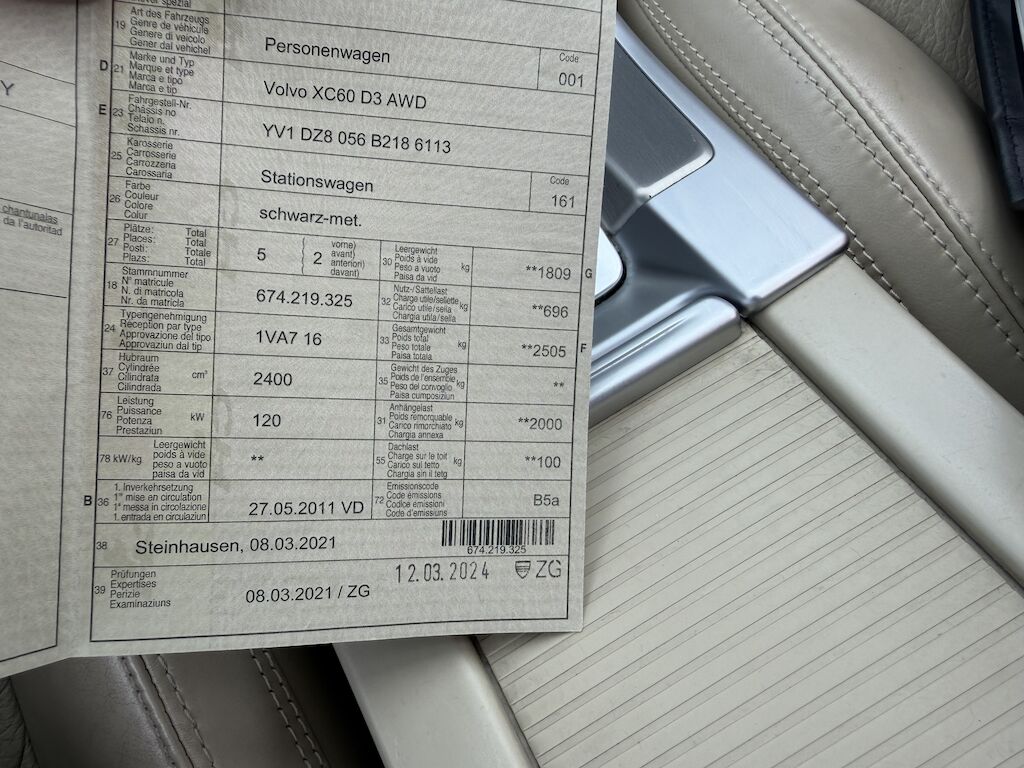 Y
chantunalas
da l'autoritad
19 Art des Fahrzeugs
Genre de véhicule
Genere di veicolo
Gener dal vehichel
Personenwagen
Code
001
D 21 Marke und Typ
Marque et type
Marca e tipo
Marca e tip
Volvo XC60 D3 AWD
E 23 Fahrgestell-Nr.
Châssis no
Telaio n.
Schassis nr.
YV1 DZ8 056 B218 6113
25 Karosserie
Carrosserie
Carrozzeria
Carossaria
Stationswagen
Code
161
26 Farbe
Couleur
Colore
Colur
schwarz-met.
27 Plätze: Total
Places: Total
Posti: Totale
Plazs: Total
5
2
vorne)
avant)
anteriori)
davant)
30 Leergewicht
Poids à vide
Peso a vuoto
Paisa da vid
kg
**1809 G
18 Stammnummer
N° matricule
N. di matricola
Nr. da matricla
674.219.325
32 Nutz-/Sattellast
Charge utile/sellette
Carico utile/sella
Chargia utila/sella
kg
**696
24 Typengenehmigung
Réception par type
Approvazione del tipo
Approvaziun dal tip
1VA7 16
33 Gesamtgewicht
Poids total
Peso totale
Paisa totala
kg
**2505 F
37 Hubraum
Cylindrée
Cilindrata
Cilindrada
cm³
2400
35 Gewicht des Zuges
Poids de l'ensemble
Peso del convoglio
Paisa cumposiziun
kg
**
76 Leistung
Puissance
Potenza
Prestaziun
kW
120
31 Anhängelast
Poids remorquable
Carico rimorchiato
Chargia annexa
kg
**2000
78 kW/kg Leergewicht
poids à vide
peso a vuoto
paisa da vid
**
55 Dachlast
Charge sur le toit
Carico sul tetto
Chargia sin il tetg
kg
**100
B 36 1. Inverkehrsetzung
1re mise en circulation
1a messa in circolazione
1. entrada en circulaziun
27.05.2011 VD
72 Emissionscode
Code émissions
Codice emissioni
Code d'emissiuns
B5a
38 Steinhausen, 08.03.2021
674.219.325
39 Prüfungen
Expertises
Perizie
Examinaziuns
08.03.2021 / ZG
12.03.2024 ZG